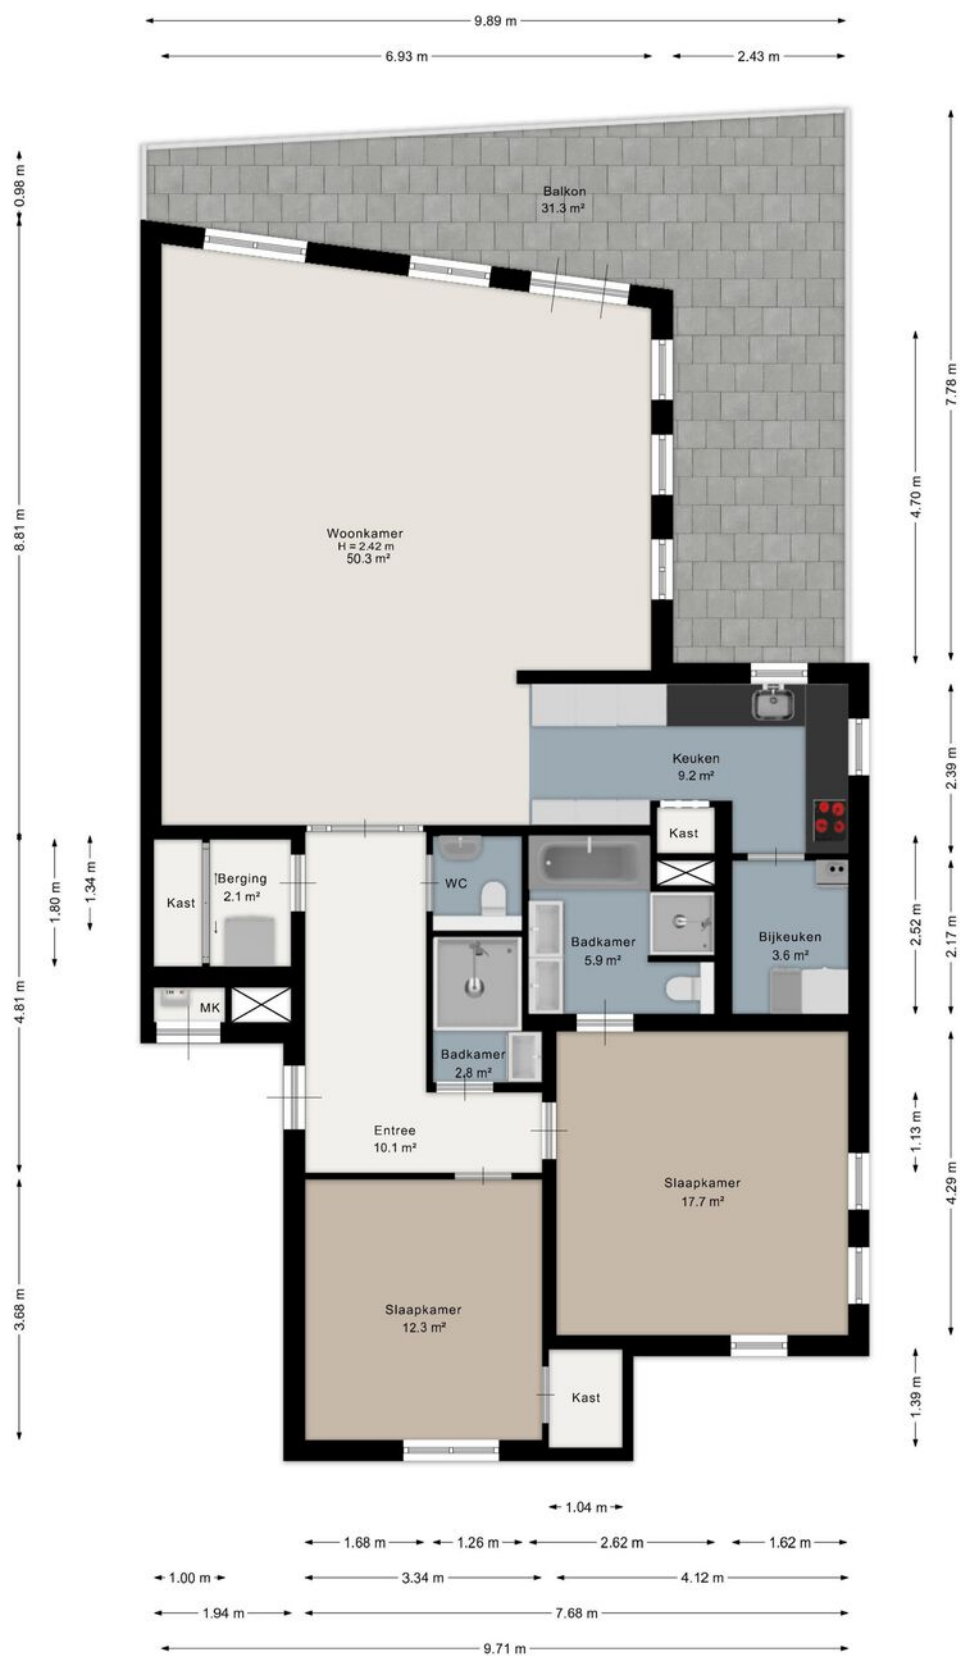 9.89 m
6.93 m
2.43 m
0.98 m
Balkon
31.3 m²
7.78 m
4.70 m
8.81 m
Woonkamer
H = 2.42 m
50.3 m²
Keuken
9.2 m²
2.39 m
Kast
1.34 m
1.80 m
Kast
Berging
2.1 m²
WC
Badkamer
5.9 m²
Bijkeuken
3.6 m²
2.52 m
2.17 m
4.81 m
MK
Badkamer
2.8 m²
Entree
10.1 m²
1.13 m
4.29 m
Slaapkamer
17.7 m²
3.68 m
Slaapkamer
12.3 m²
Kast
1.39 m
1.04 m
1.68 m
1.26 m
2.62 m
1.62 m
1.00 m
3.34 m
4.12 m
1.94 m
7.68 m
9.71 m